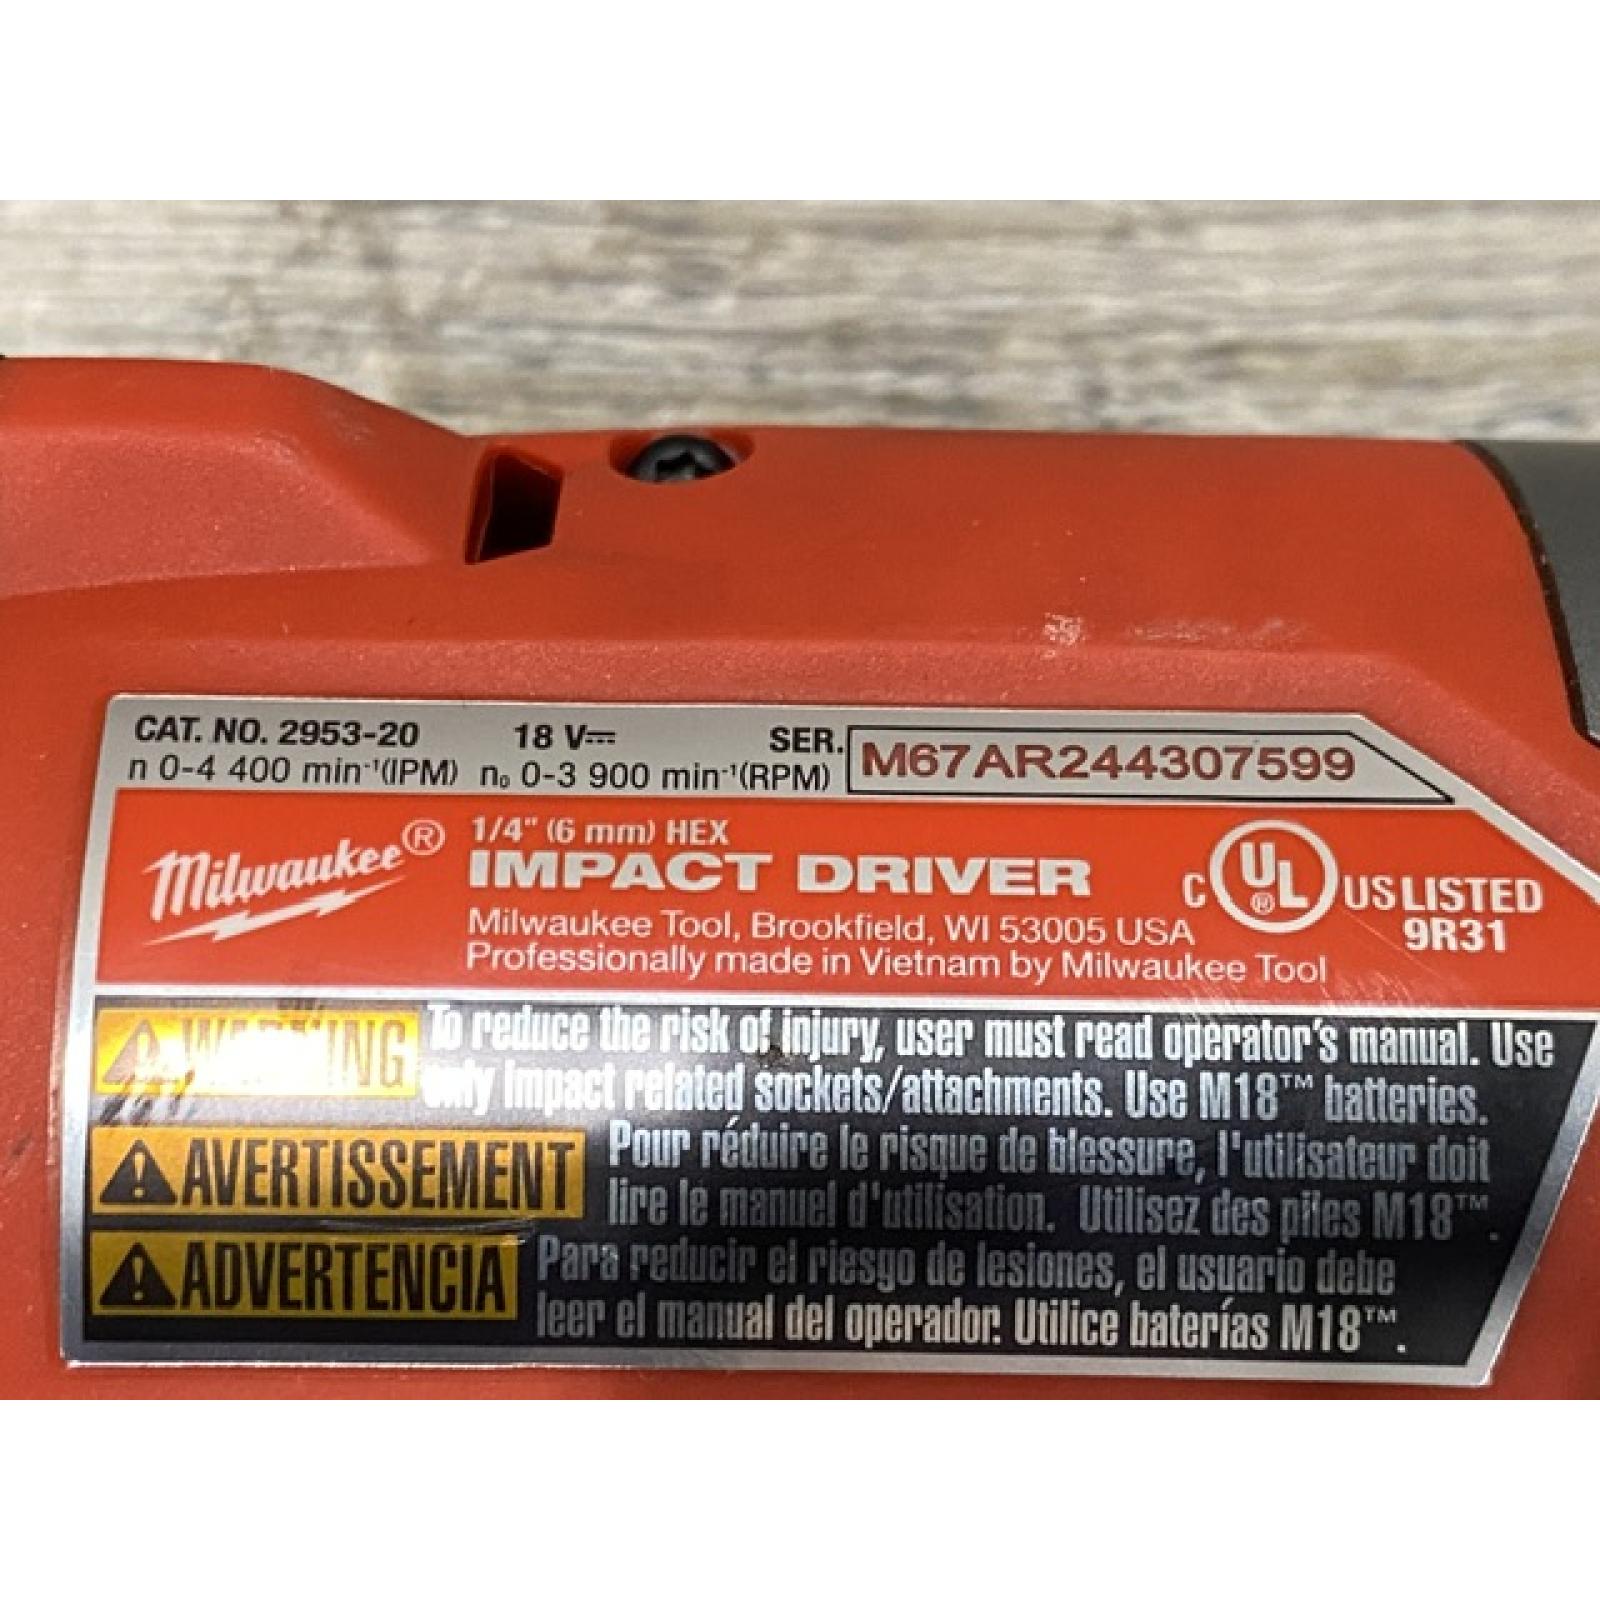 CAT. NO. 2953-20 18 V⎓ SER. M67AR244307599
n 0-4 400 min⁻¹(IPM) n₀ 0-3 900 min⁻¹(RPM)
Milwaukee®
1/4" (6 mm) HEX
IMPACT DRIVER
Milwaukee Tool, Brookfield, WI 53005 USA
Professionally made in Vietnam by Milwaukee Tool
C UL® US LISTED
9R31
WARNING To reduce the risk of injury, user must read operator's manual. Use
only impact related sockets/attachments. Use M18™ batteries.
AVERTISSEMENT Pour réduire le risque de blessure, l'utilisateur doit
lire le manuel d'utilisation. Utilisez des piles M18™.
ADVERTENCIA Para reducir el riesgo de lesiones, el usuario debe
leer el manual del operador. Utilice baterías M18™.